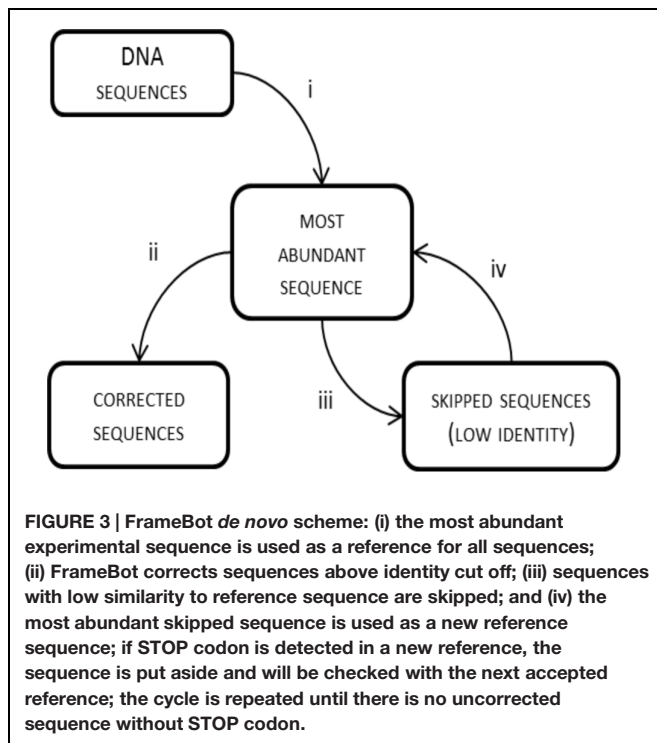 DNA
SEQUENCES
i
MOST
ABUNDANT
SEQUENCE
ii
iv
iii
CORRECTED
SEQUENCES
SKIPPED SEQUENCES
(LOW IDENTITY)
FIGURE 3 | FrameBot de novo scheme: (i) the most abundant
experimental sequence is used as a reference for all sequences;
(ii) FrameBot corrects sequences above identity cut off; (iii) sequences
with low similarity to reference sequence are skipped; and (iv) the
most abundant skipped sequence is used as a new reference
sequence; if STOP codon is detected in a new reference, the
sequence is put aside and will be checked with the next accepted
reference; the cycle is repeated until there is no uncorrected
sequence without STOP codon.